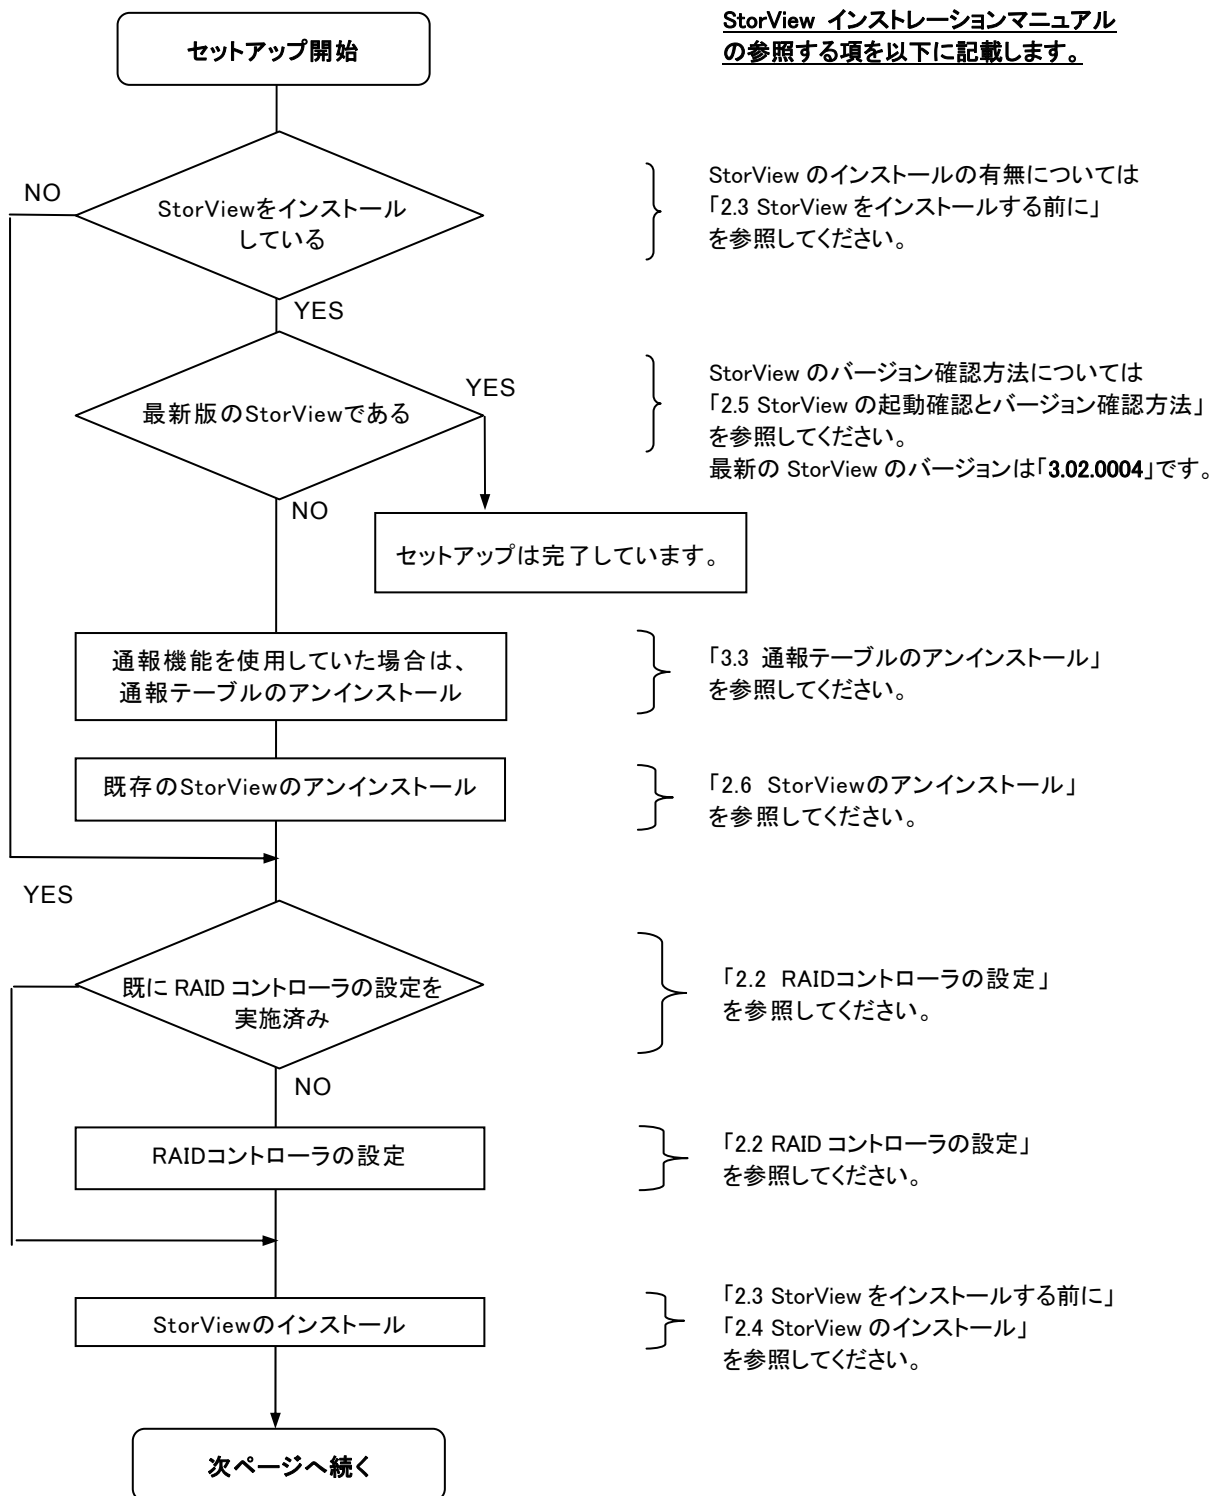 セットアップ開始
StorView インストレーションマニュアル
の参照する項を以下に記載します。
NO
StorViewをインストール
している
StorView のインストールの有無については
「2.3 StorView をインストールする前に」
を参照してください。
YES
最新版のStorViewである
YES
StorView のバージョン確認方法については
「2.5 StorView の起動確認とバージョン確認方法」
を参照してください。
最新の StorView のバージョンは「3.02.0004」です。
NO
セットアップは完了しています。
通報機能を使用していた場合は、
通報テーブルのアンインストール
「3.3 通報テーブルのアンインストール」
を参照してください。
既存のStorViewのアンインストール
「2.6 StorViewのアンインストール」
を参照してください。
YES
既に RAID コントローラの設定を
実施済み
「2.2 RAIDコントローラの設定」
を参照してください。
NO
RAIDコントローラの設定
「2.2 RAID コントローラの設定」
を参照してください。
StorViewのインストール
「2.3 StorView をインストールする前に」
「2.4 StorView のインストール」
を参照してください。
次ページへ続く